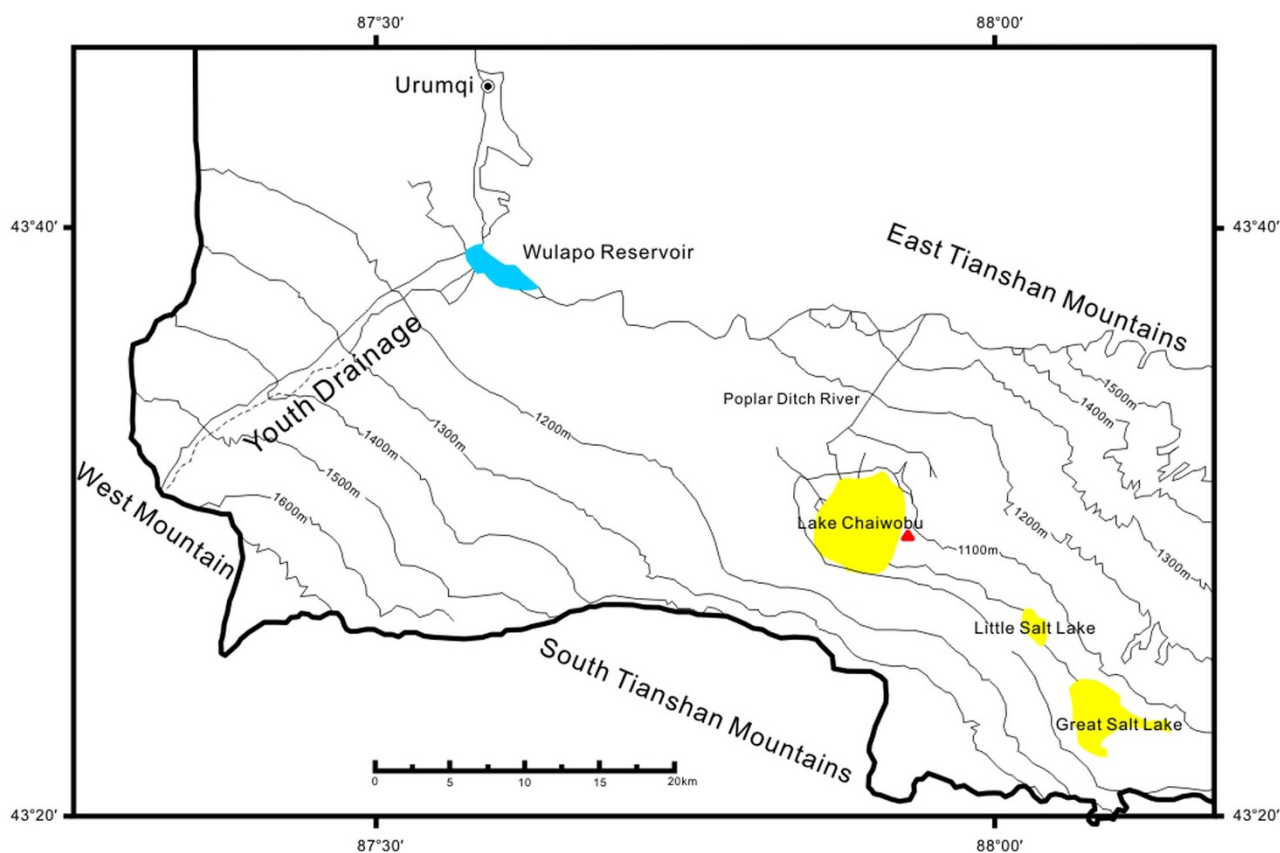 87°30′
88°00′
Urumqi
43°40′
43°40′
Wulapo Reservoir
East Tianshan Mountains
Youth Drainage
Poplar Ditch River
1500m
1400m
1200m
1300m
1400m
1500m
1600m
West Mountain
Lake Chaiwobu
1200m
1100m
1300m
Little Salt Lake
South Tianshan Mountains
Great Salt Lake
0 5 10 15 20km
43°20′
43°20′
87°30′
88°00′